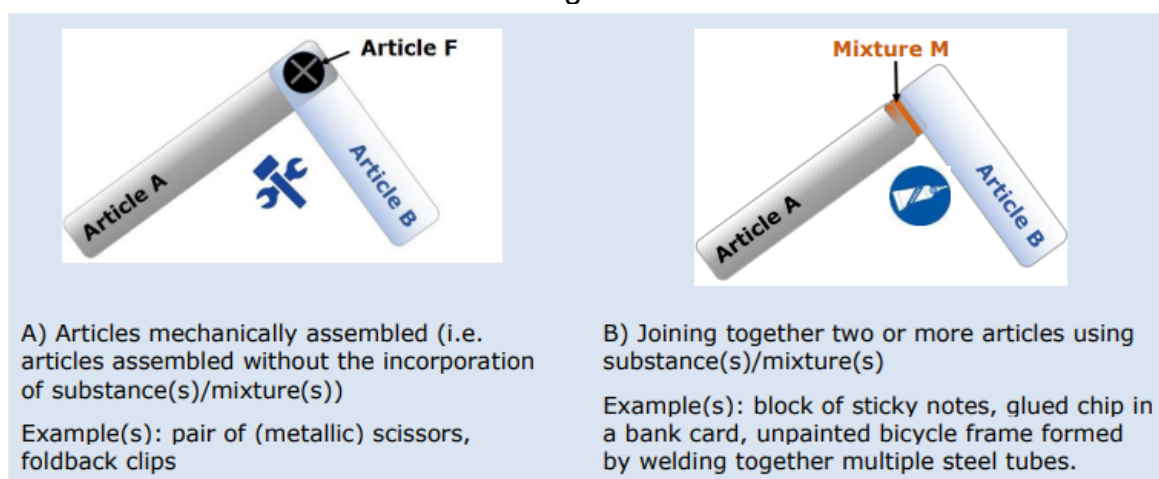 Article F
Article A
Article B
Mixture M
Article A
Article B
A) Articles mechanically assembled (i.e.
articles assembled without the incorporation
of substance(s)/mixture(s))
Example(s): pair of (metallic) scissors,
foldback clips
B) Joining together two or more articles using
substance(s)/mixture(s)
Example(s): block of sticky notes, glued chip in
a bank card, unpainted bicycle frame formed
by welding together multiple steel tubes.